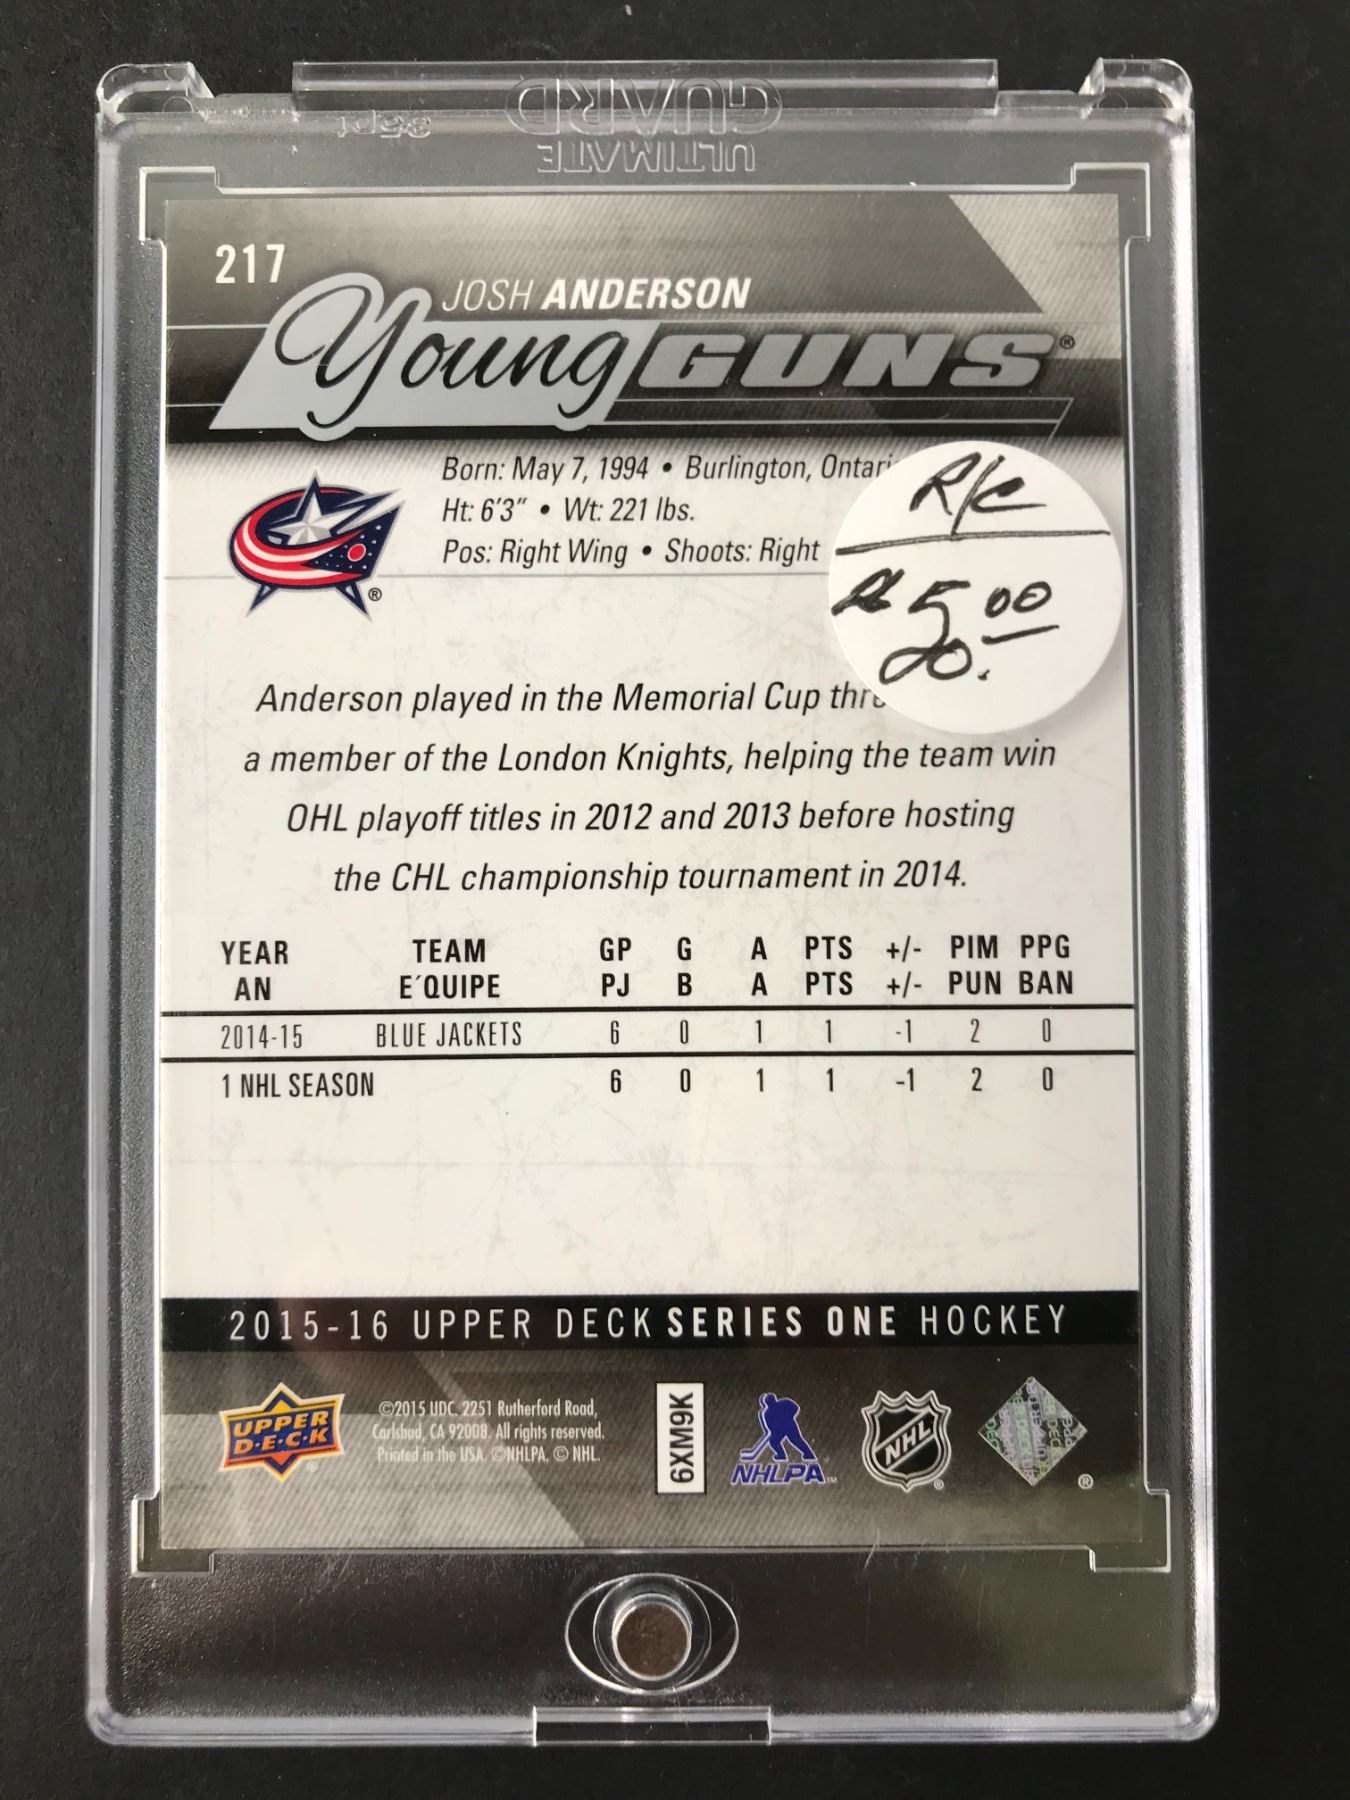 ULTIMATE
GUARD
35pt
217
JOSH ANDERSON
Young GUNS®
Born: May 7, 1994 • Burlington, Ontari
Ht: 6'3" • Wt: 221 lbs.
Pos: Right Wing • Shoots: Right
R/C
5.00
Anderson played in the Memorial Cup thre
a member of the London Knights, helping the team win
OHL playoff titles in 2012 and 2013 before hosting
the CHL championship tournament in 2014.
YEAR TEAM GP G A PTS +/- PIM PPG
AN E´QUIPE PJ B A PTS +/- PUN BAN
2014-15 BLUE JACKETS 6 0 1 1 -1 2 0
1 NHL SEASON 6 0 1 1 -1 2 0
2015-16 UPPER DECK SERIES ONE HOCKEY
UPPER
D·E·C·K
©2015 UDC. 2251 Rutherford Road,
Carlsbad, CA 92008. All rights reserved.
Printed in the USA ©NHLPA. © NHL.
6XM9K
NHLPA™
NHL®